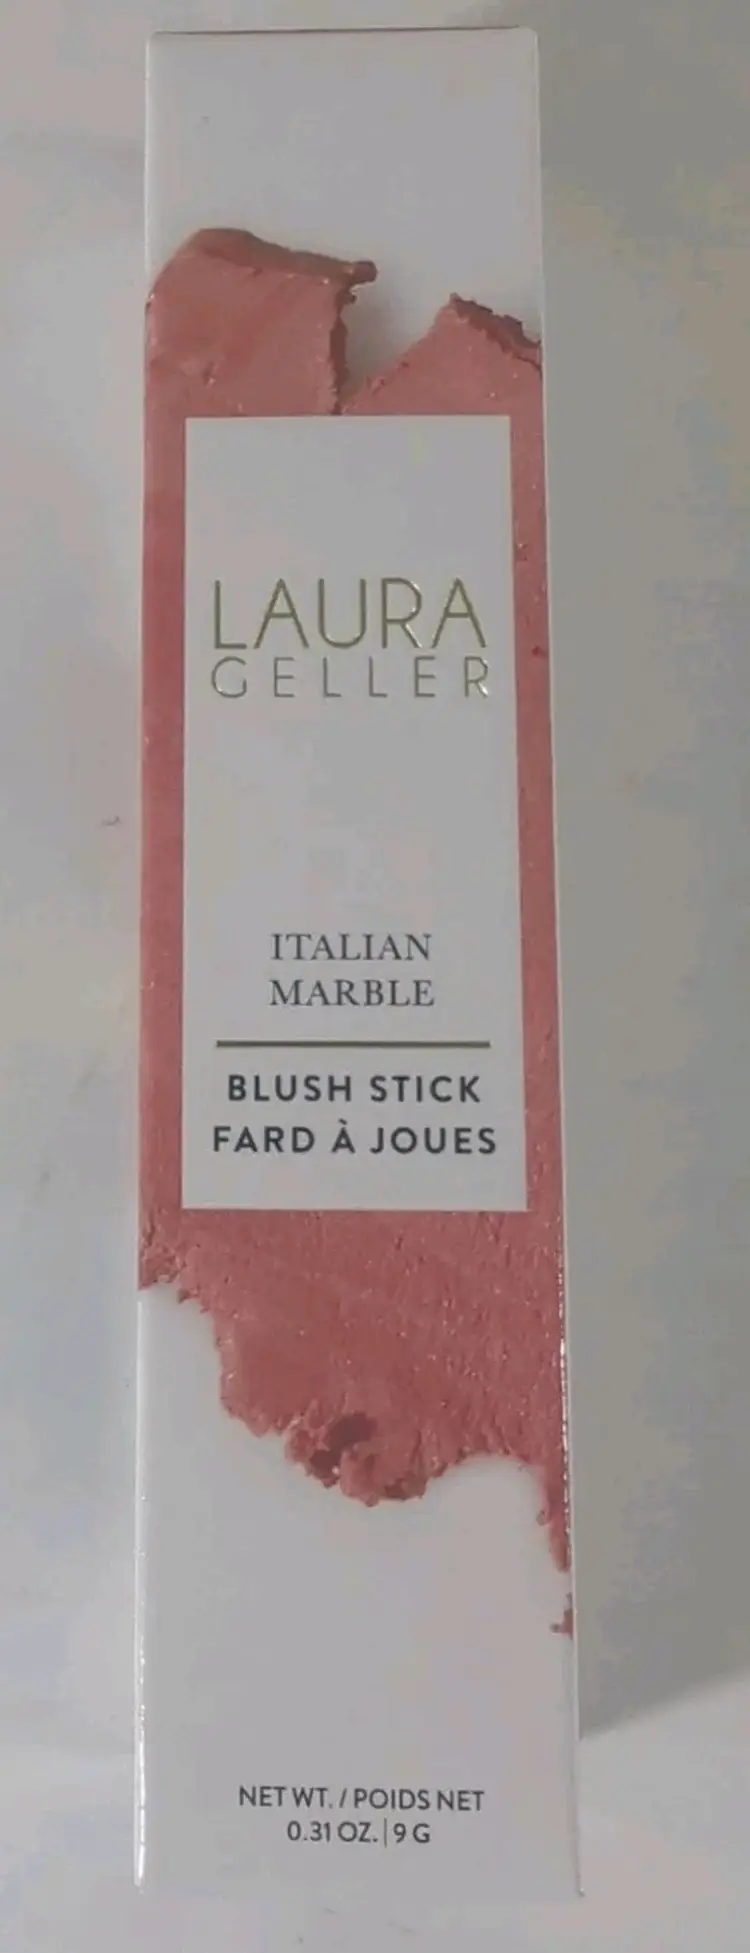 LAURA
GELLER
ITALIAN
MARBLE
BLUSH STICK
FARD À JOUES
NET WT. / POIDS NET
0.31 OZ. | 9 G